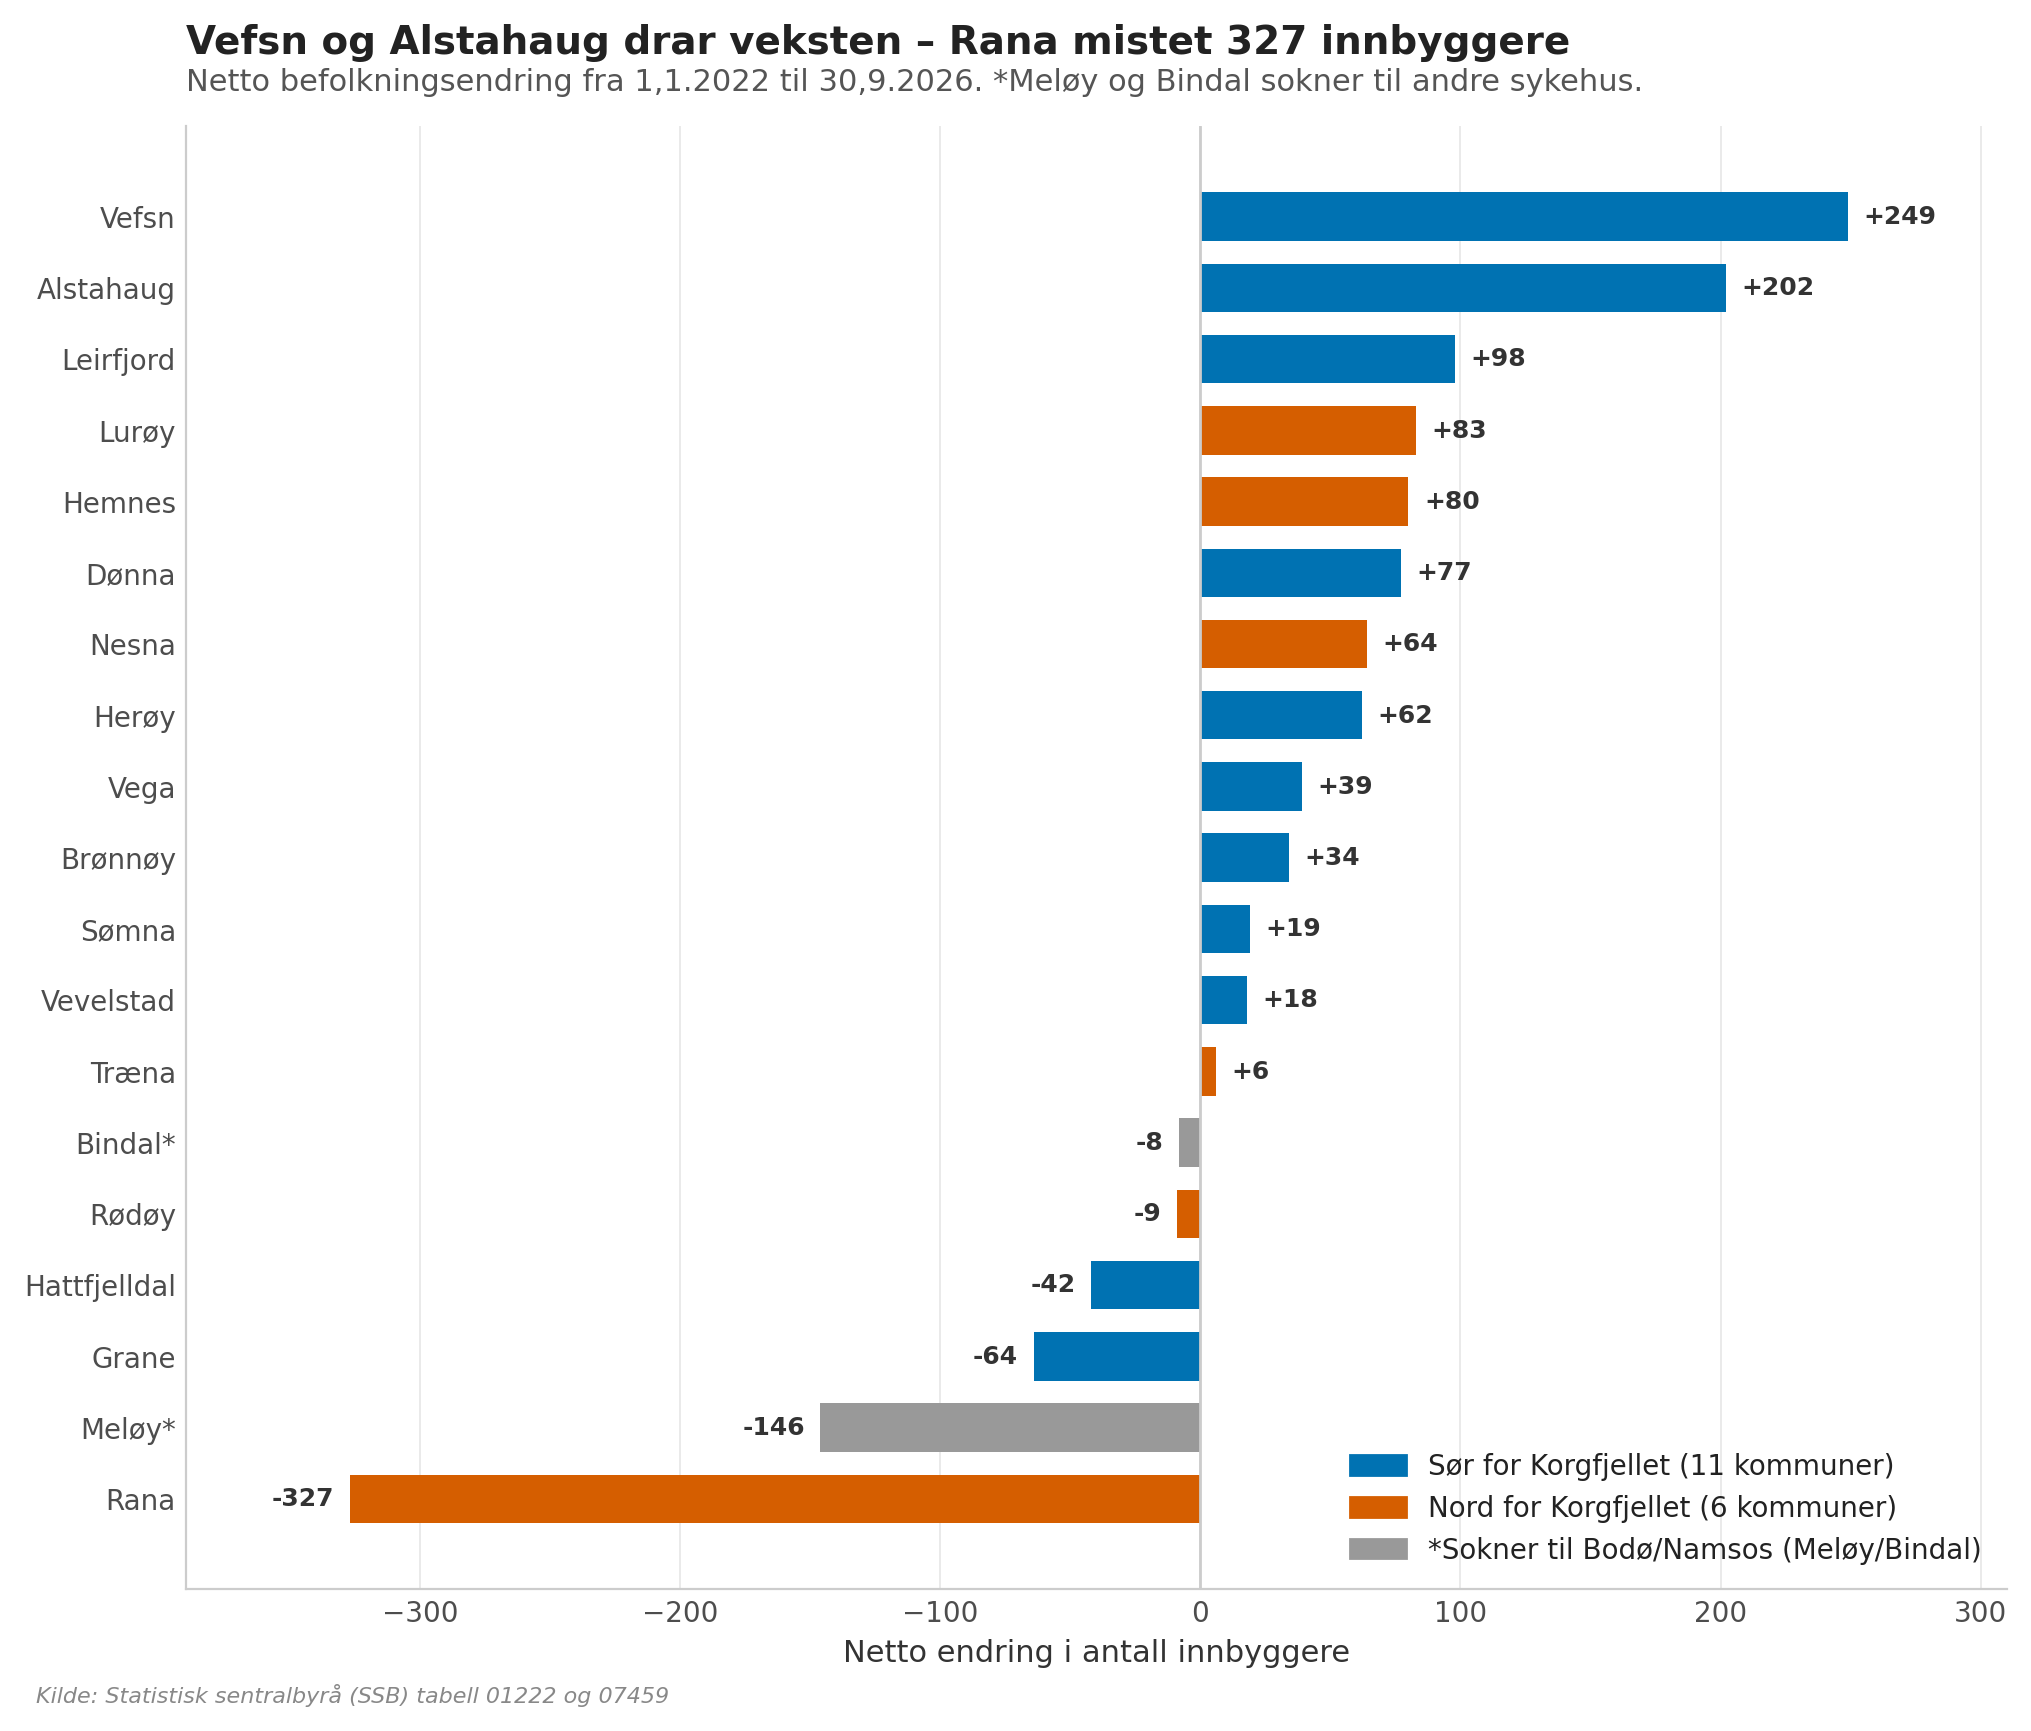 Vefsn og Alstahaug drar veksten – Rana mistet 327 innbyggere
Netto befolkningsendring fra 1,1.2022 til 30,9.2026. *Meløy og Bindal sokner til andre sykehus.
Vefsn +249
Alstahaug +202
Leirfjord +98
Lurøy +83
Hemnes +80
Dønna +77
Nesna +64
Herøy +62
Vega +39
Brønnøy +34
Sømna +19
Vevelstad +18
Træna +6
Bindal* -8
Rødøy -9
Hattfjelldal -42
Grane -64
Meløy* -146
Rana -327
Sør for Korgfjellet (11 kommuner)
Nord for Korgfjellet (6 kommuner)
*Sokner til Bodø/Namsos (Meløy/Bindal)
−300 −200 −100 0 100 200 300
Netto endring i antall innbyggere
Kilde: Statistisk sentralbyrå (SSB) tabell 01222 og 07459